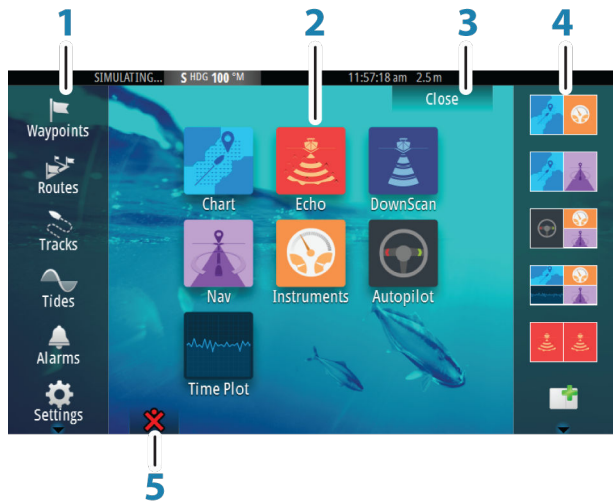 1 2 3 4
SIMULATING... S HDG 100 °M 11:57:18 am 2.5 m
Close
Waypoints
Routes
Tracks
Tides
Alarms
Settings
Chart Echo DownScan
Nav Instruments Autopilot
Time Plot
5